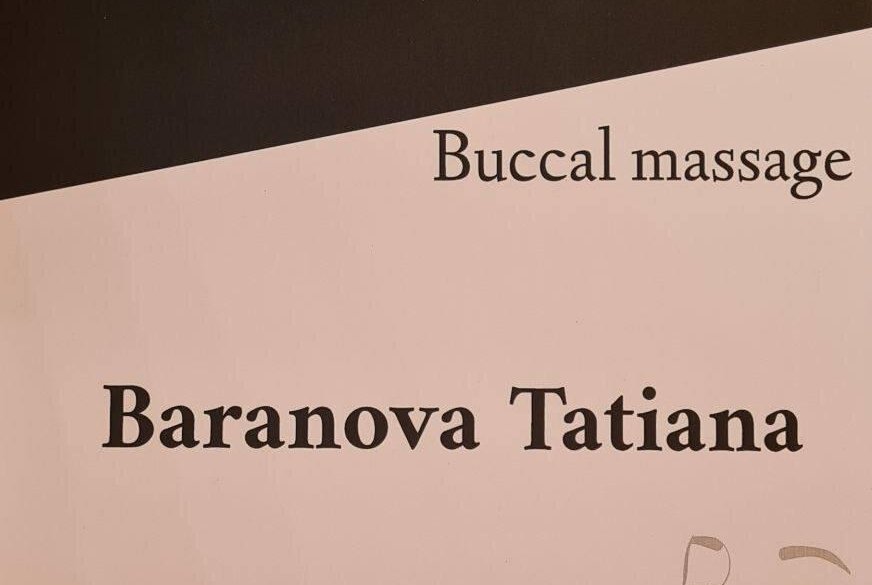 Buccal massage
Baranova Tatiana